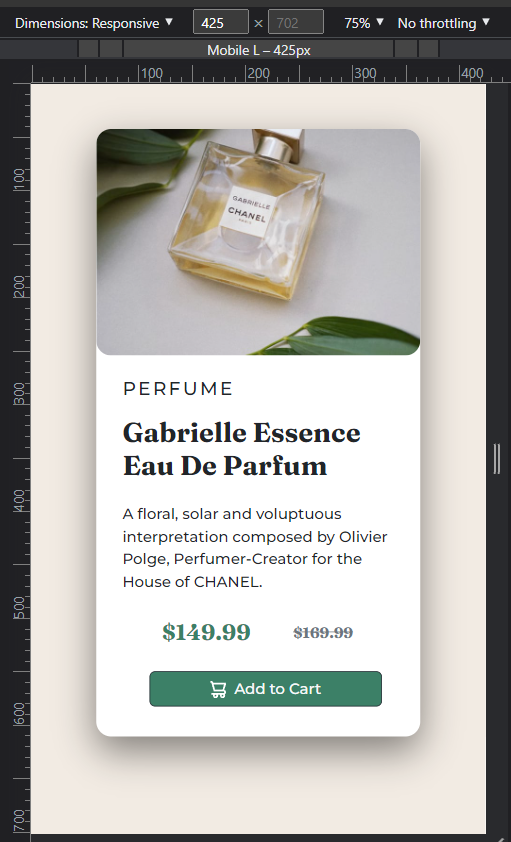 Dimensions: Responsive ▼ 425 × 702 75% ▼ No throttling ▼
Mobile L – 425px
100 200 300 400
100
200
300
400
500
600
700
GABRIELLE
CHANEL
PARIS
PERFUME
Gabrielle Essence
Eau De Parfum
A floral, solar and voluptuous
interpretation composed by Olivier
Polge, Perfumer-Creator for the
House of CHANEL.
$149.99 $169.99
Add to Cart